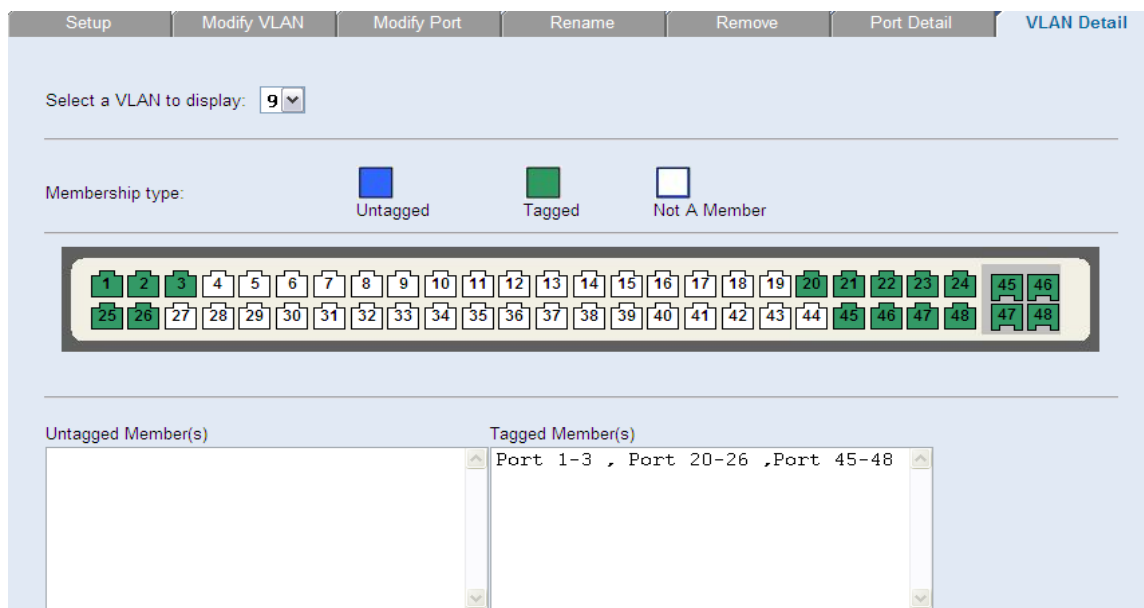 Setup Modify VLAN Modify Port Rename Remove Port Detail VLAN Detail
Select a VLAN to display: 9
Membership type:
Untagged Tagged Not A Member
1 2 3 4 5 6 7 8 9 10 11 12 13 14 15 16 17 18 19 20 21 22 23 24 45 46
25 26 27 28 29 30 31 32 33 34 35 36 37 38 39 40 41 42 43 44 45 46 47 48 47 48
Untagged Member(s) Tagged Member(s)
Port 1-3 , Port 20-26 ,Port 45-48